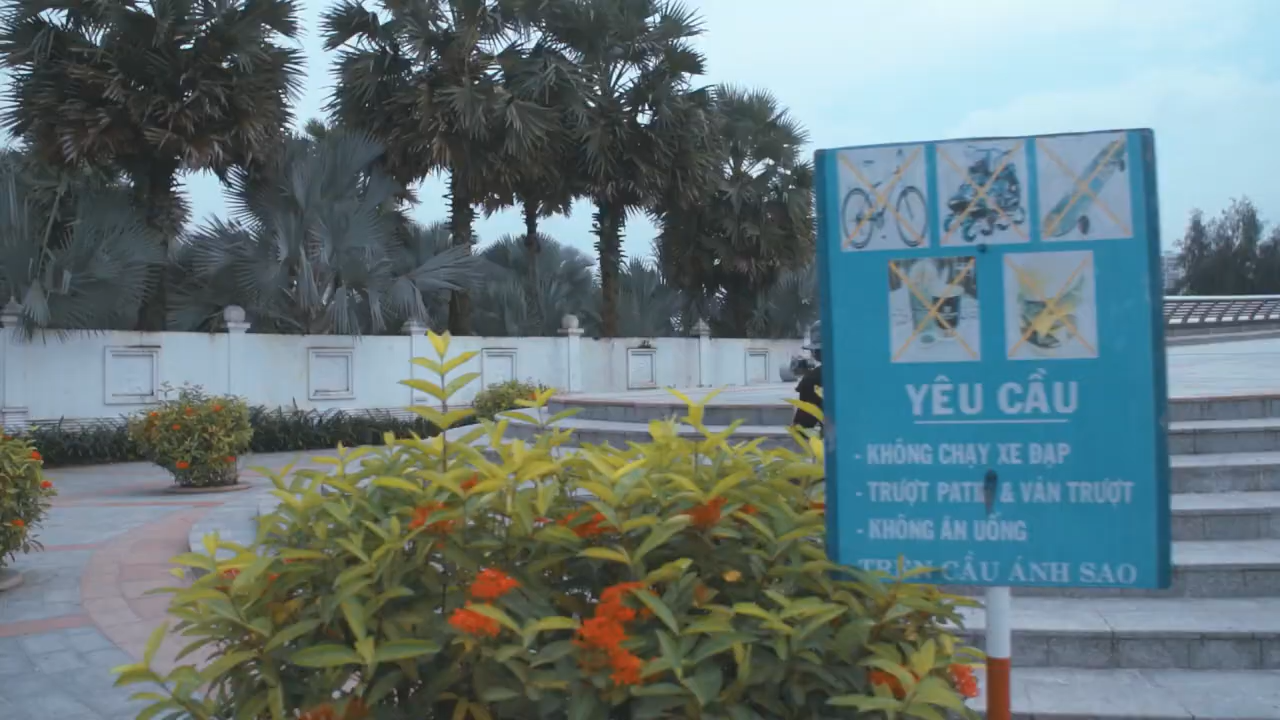 YÊU CẦU
- KHÔNG CHẠY XE ĐẠP
- TRƯỢT PATIN & VÁN TRƯỢT
- KHÔNG ĂN UỐNG
TRÊN CẦU ÁNH SAO